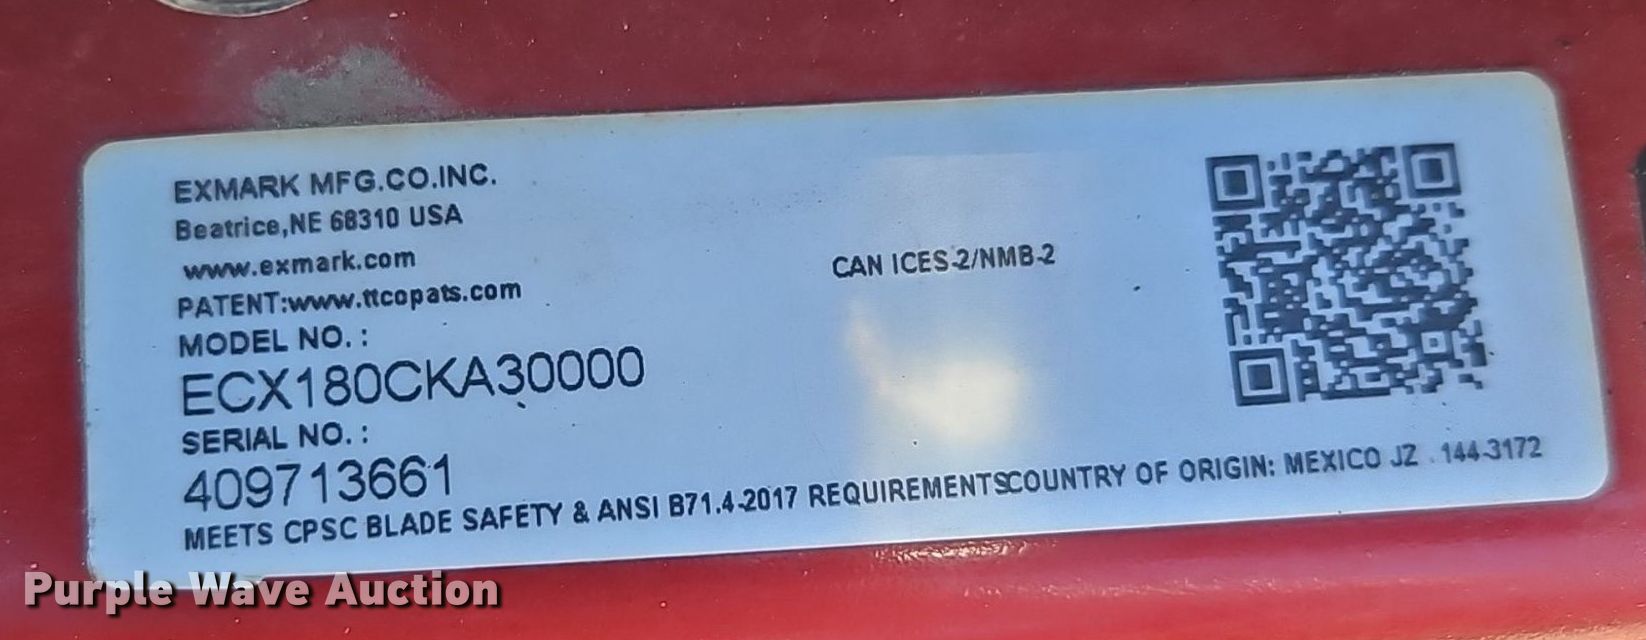 EXMARK MFG.CO.INC.
Beatrice,NE 68310 USA
www.exmark.com
PATENT:www.ttcopats.com
CAN ICES-2/NMB-2
MODEL NO. :
ECX180CKA30000
SERIAL NO. :
409713661
MEETS CPSC BLADE SAFETY & ANSI B71.4-2017 REQUIREMENTSCOUNTRY OF ORIGIN: MEXICO JZ . 144-3172
Purple Wave Auction